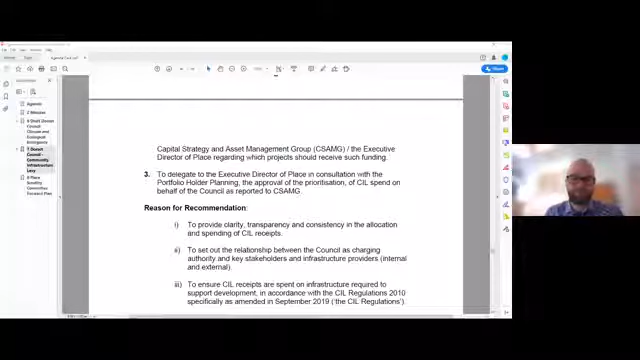 Agenda
2 Minutes
Capital Strategy and Asset Management Group (CSAMG) / the Executive
Director of Place regarding which projects should receive such funding.
3. To delegate to the Executive Director of Place in consultation with the
Portfolio Holder Planning, the approval of the prioritisation, of CIL spend on
behalf of the Council as reported to CSAMG.
Reason for Recommendation:
i) To provide clarity, transparency and consistency in the allocation
and spending of CIL receipts.
ii) To set out the relationship between the Council as charging
authority and key stakeholders and infrastructure providers (internal
and external).
iii) To ensure CIL receipts are spent on infrastructure required to
support development, in accordance with the CIL Regulations 2010
specifically as amended in September 2019 ('the CIL Regulations').
Share